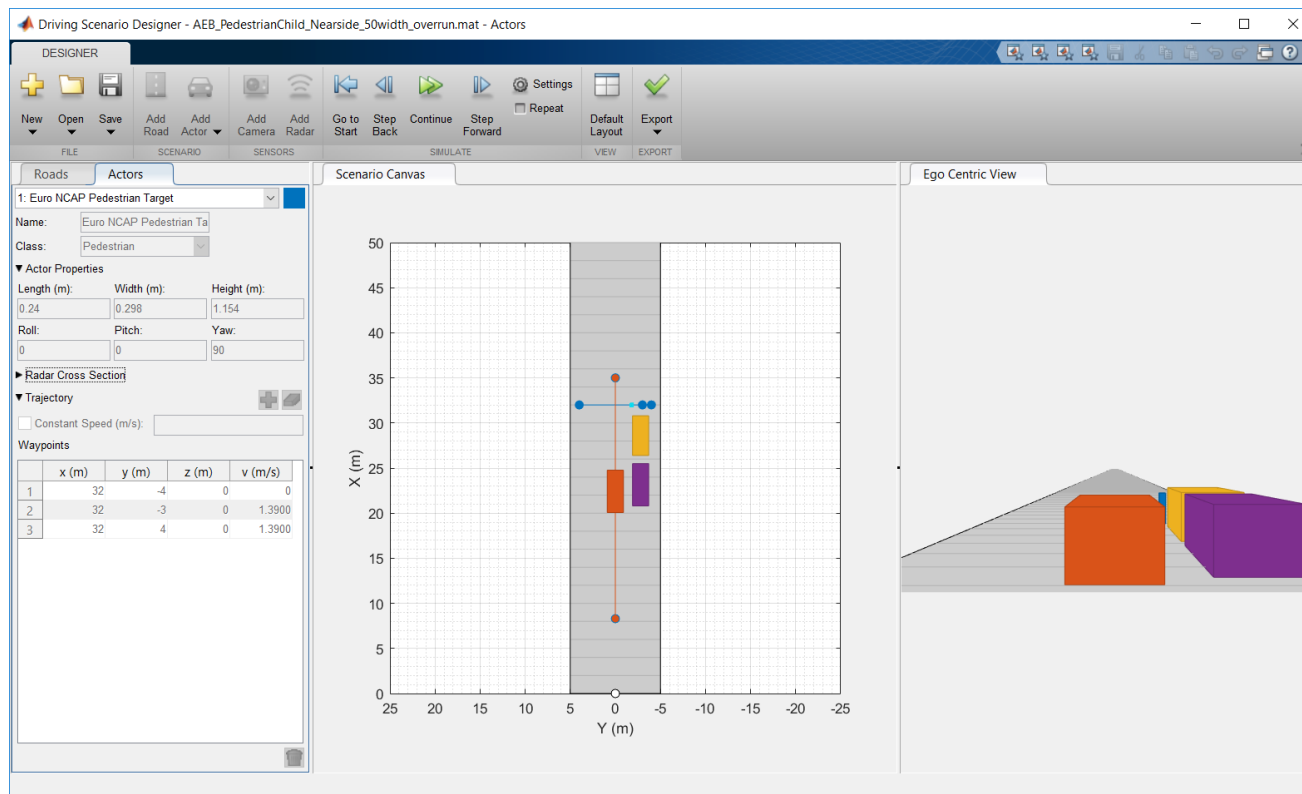 Driving Scenario Designer - AEB_PedestrianChild_Nearside_50width_overrun.mat - Actors
DESIGNER
New Open Save Add Road Add Actor Add Camera Add Radar Go to Start Step Back Continue Step Forward Settings Repeat Default Layout Export
FILE SCENARIO SENSORS SIMULATE VIEW EXPORT
Roads Actors
1: Euro NCAP Pedestrian Target
Name: Euro NCAP Pedestrian Ta
Class: Pedestrian
Actor Properties
Length (m): Width (m): Height (m):
0.24 0.298 1.154
Roll: Pitch: Yaw:
0 0 90
Radar Cross Section
Trajectory
Constant Speed (m/s):
Waypoints
x (m) y (m) z (m) v (m/s)
1 32 -4 0 0
2 32 -3 0 1.3900
3 32 4 0 1.3900
Scenario Canvas
50
45
40
35
30
25
20
15
10
5
0
X (m)
25 20 15 10 5 0 -5 -10 -15 -20 -25
Y (m)
Ego Centric View